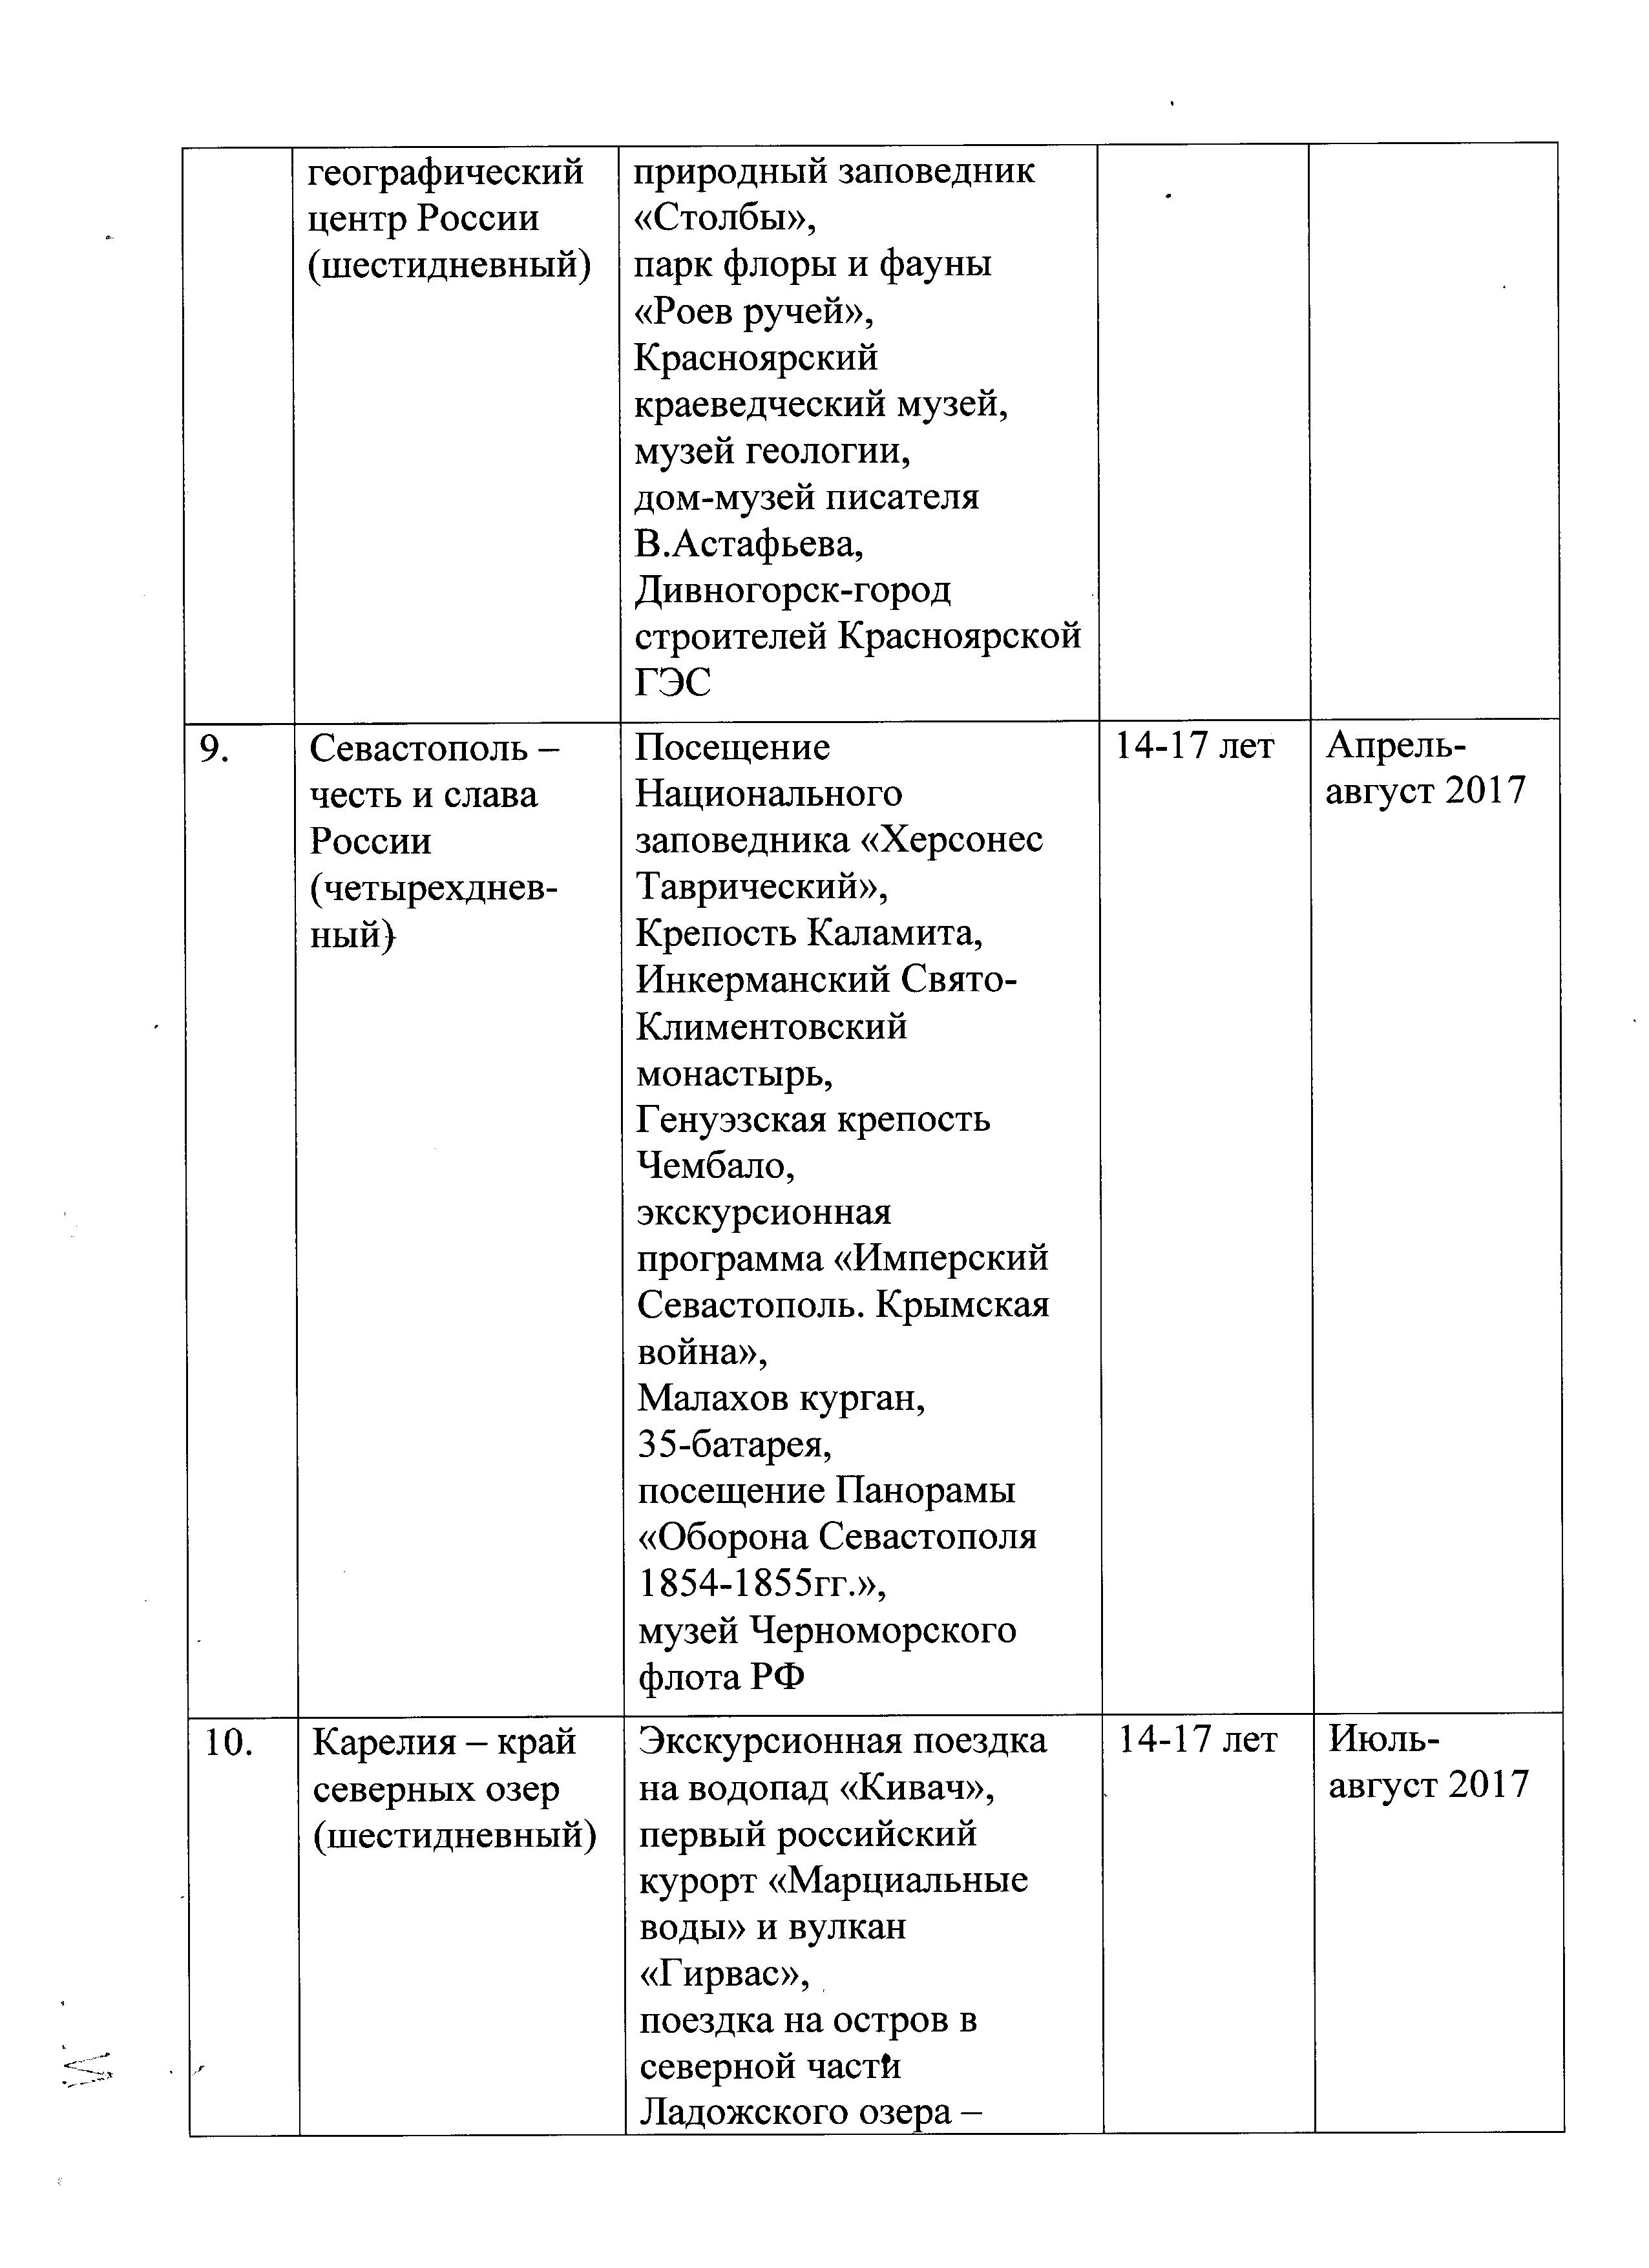 географический
центр России
(шестидневный)
природный заповедник
«Столбы»,
парк флоры и фауны
«Роев ручей»,
Красноярский
краеведческий музей,
музей геологии,
дом-музей писателя
В.Астафьева,
Дивногорск-город
строителей Красноярской
ГЭС
9.
Севастополь –
честь и слава
России
(четырехднев-
ный)
Посещение
Национального
заповедника «Херсонес
Таврический»,
Крепость Каламита,
Инкерманский Свято-
Климентовский
монастырь,
Генуэзская крепость
Чембало,
экскурсионная
программа «Имперский
Севастополь. Крымская
война»,
Малахов курган,
35-батарея,
посещение Панорамы
«Оборона Севастополя
1854-1855гг.»,
музей Черноморского
флота РФ
14-17 лет
Апрель-
август 2017
10.
Карелия – край
северных озер
(шестидневный)
Экскурсионная поездка
на водопад «Кивач»,
первый российский
курорт «Марциальные
воды» и вулкан
«Гирвас»,
поездка на остров в
северной части
Ладожского озера –
14-17 лет
Июль-
август 2017